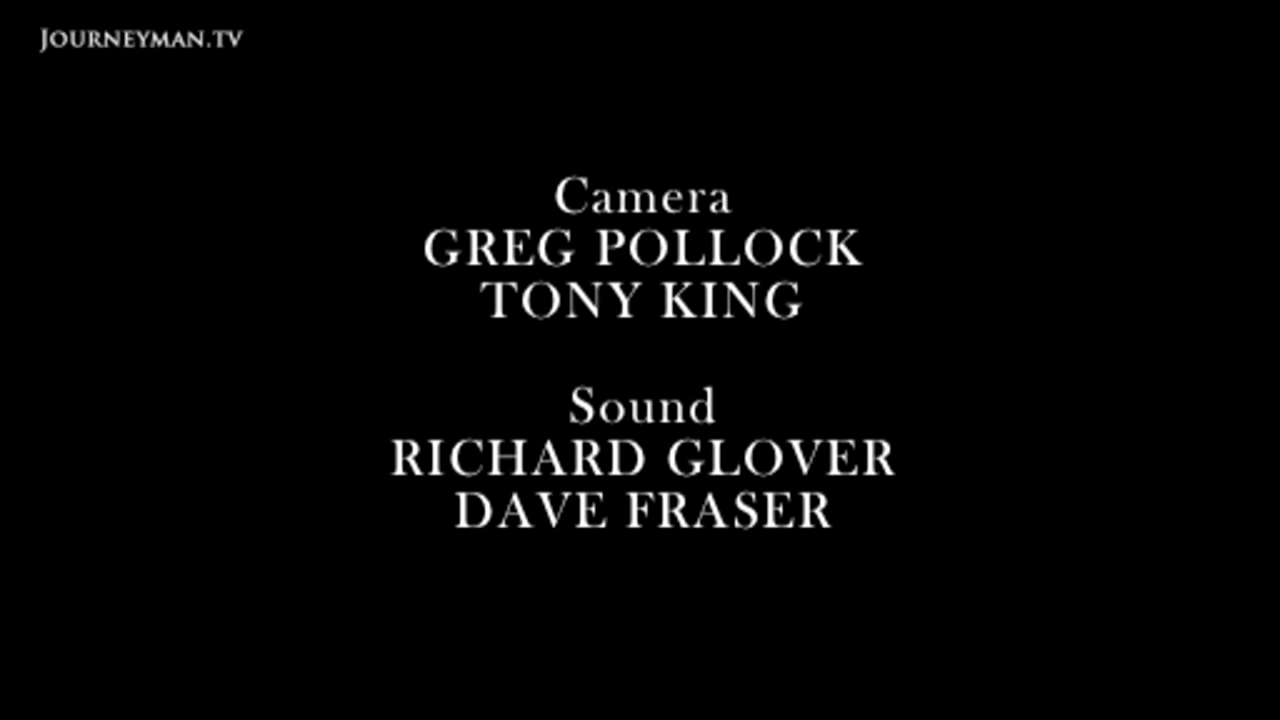 JOURNEYMAN.TV
Camera
GREG POLLOCK
TONY KING
Sound
RICHARD GLOVER
DAVE FRASER